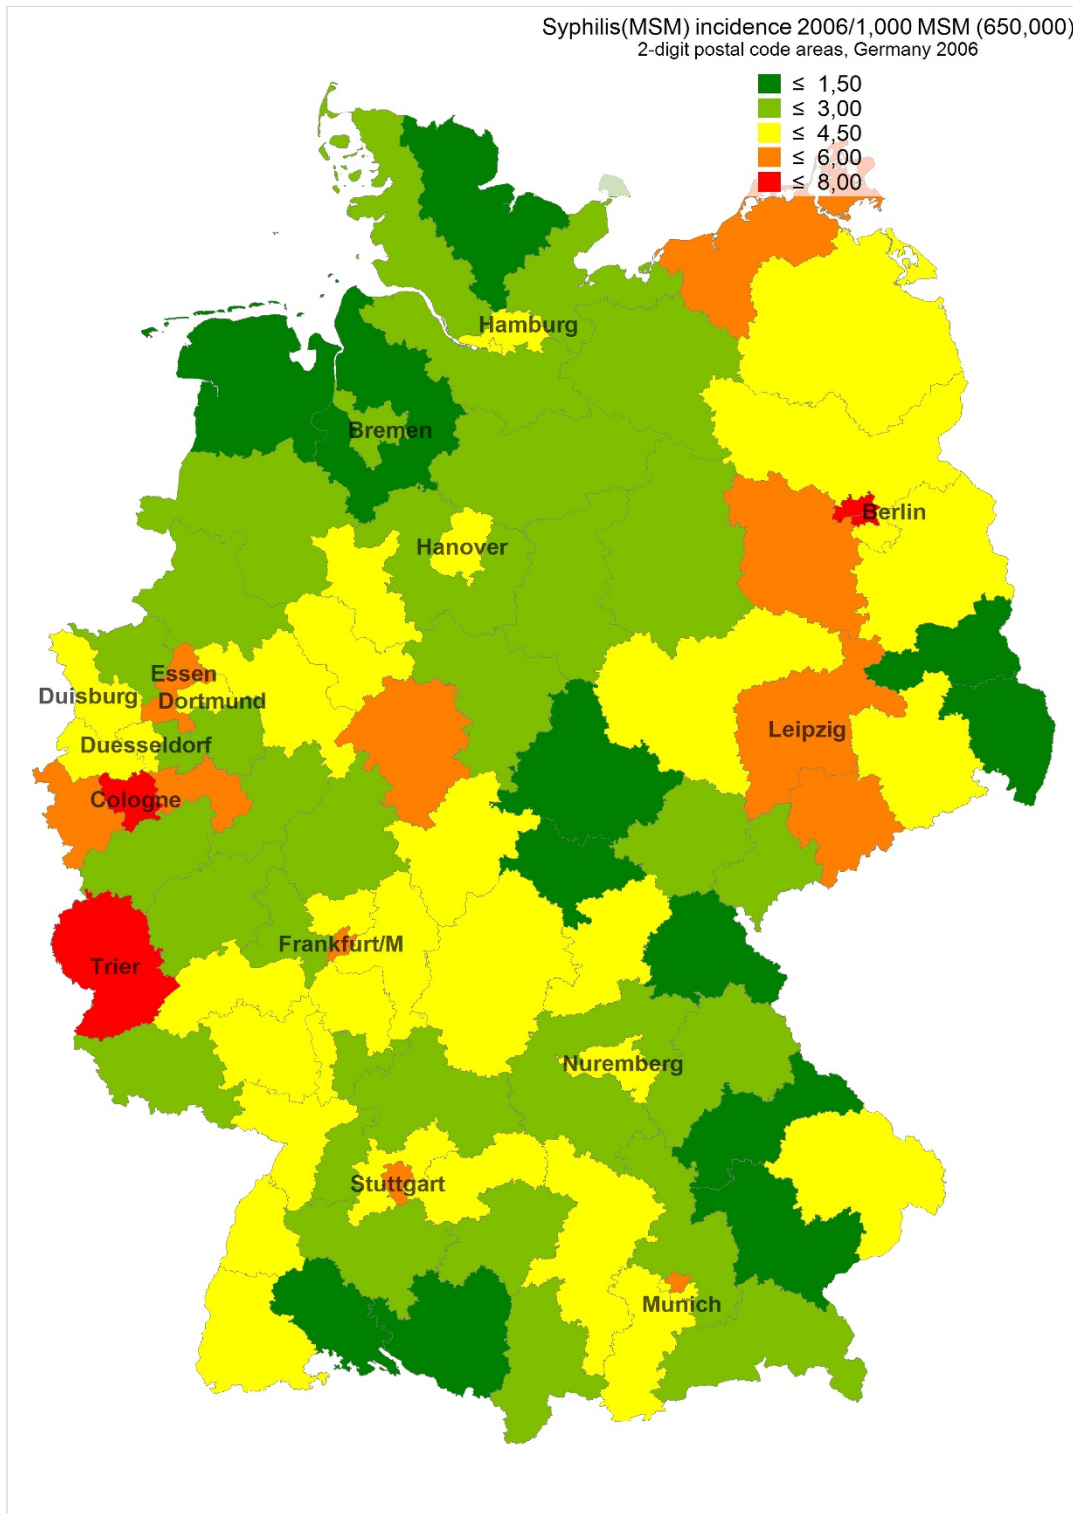 Syphilis(MSM) incidence 2006/1,000 MSM (650,000)
2-digit postal code areas, Germany 2006
≤ 1,50
≤ 3,00
≤ 4,50
≤ 6,00
≤ 8,00
Hamburg
Bremen
Berlin
Hanover
Essen
Duisburg
Dortmund
Leipzig
Duesseldorf
Cologne
Frankfurt/M
Trier
Nuremberg
Stuttgart
Munich